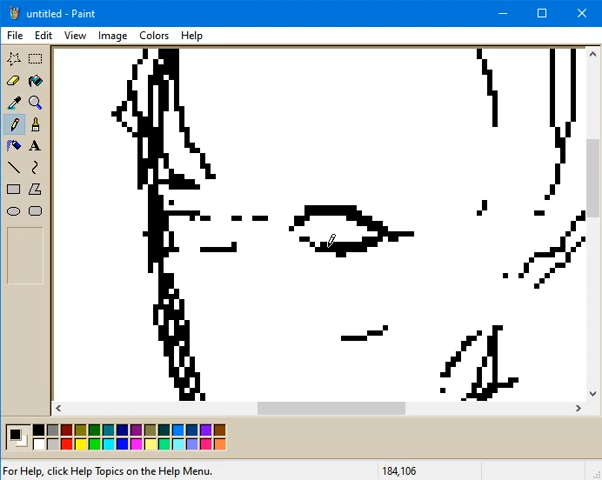 untitled - Paint
File Edit View Image Colors Help
A
For Help, click Help Topics on the Help Menu.
184,106